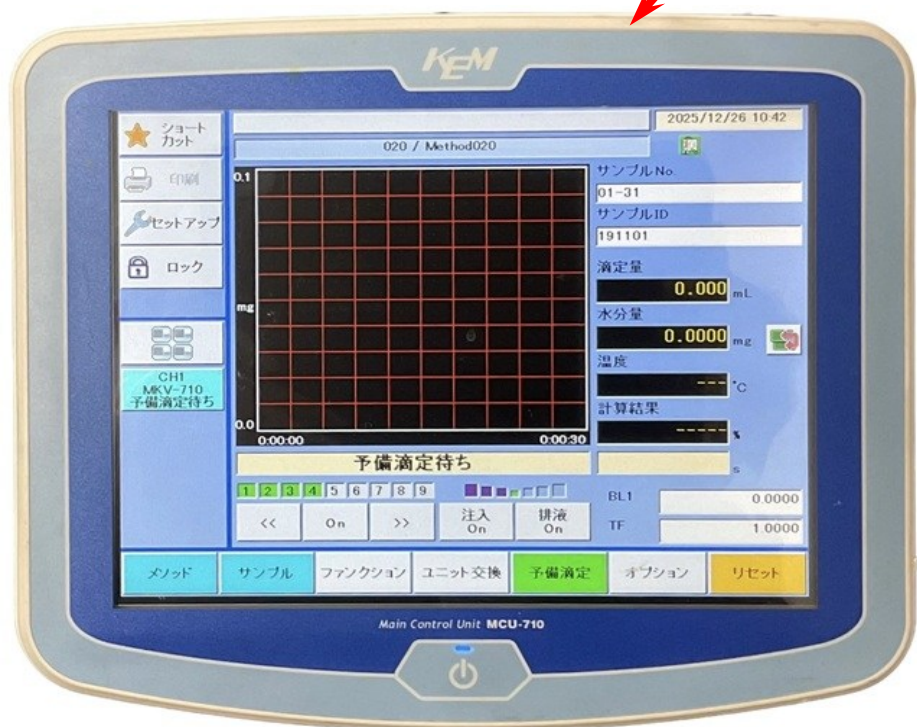 KEM
ショート
カット
2025/12/26 10:42
020 / Method020
印刷
セットアップ
ロック
サンプルNo.
01-31
サンプルID
191101
滴定量
0.000 mL
水分量
0.0000 mg
温度
--- °C
計算結果
----- %
0.1
mg
0.0
0:00:00
0:00:30
CH1
MKV-710
予備滴定待ち
予備滴定待ち
s
1 2 3 4 5 6 7 8 9
<<
On
>>
注入
On
排液
On
BL1
0.0000
TF
1.0000
メソッド
サンプル
ファンクション
ユニット交換
予備滴定
オプション
リセット
Main Control Unit MCU-710